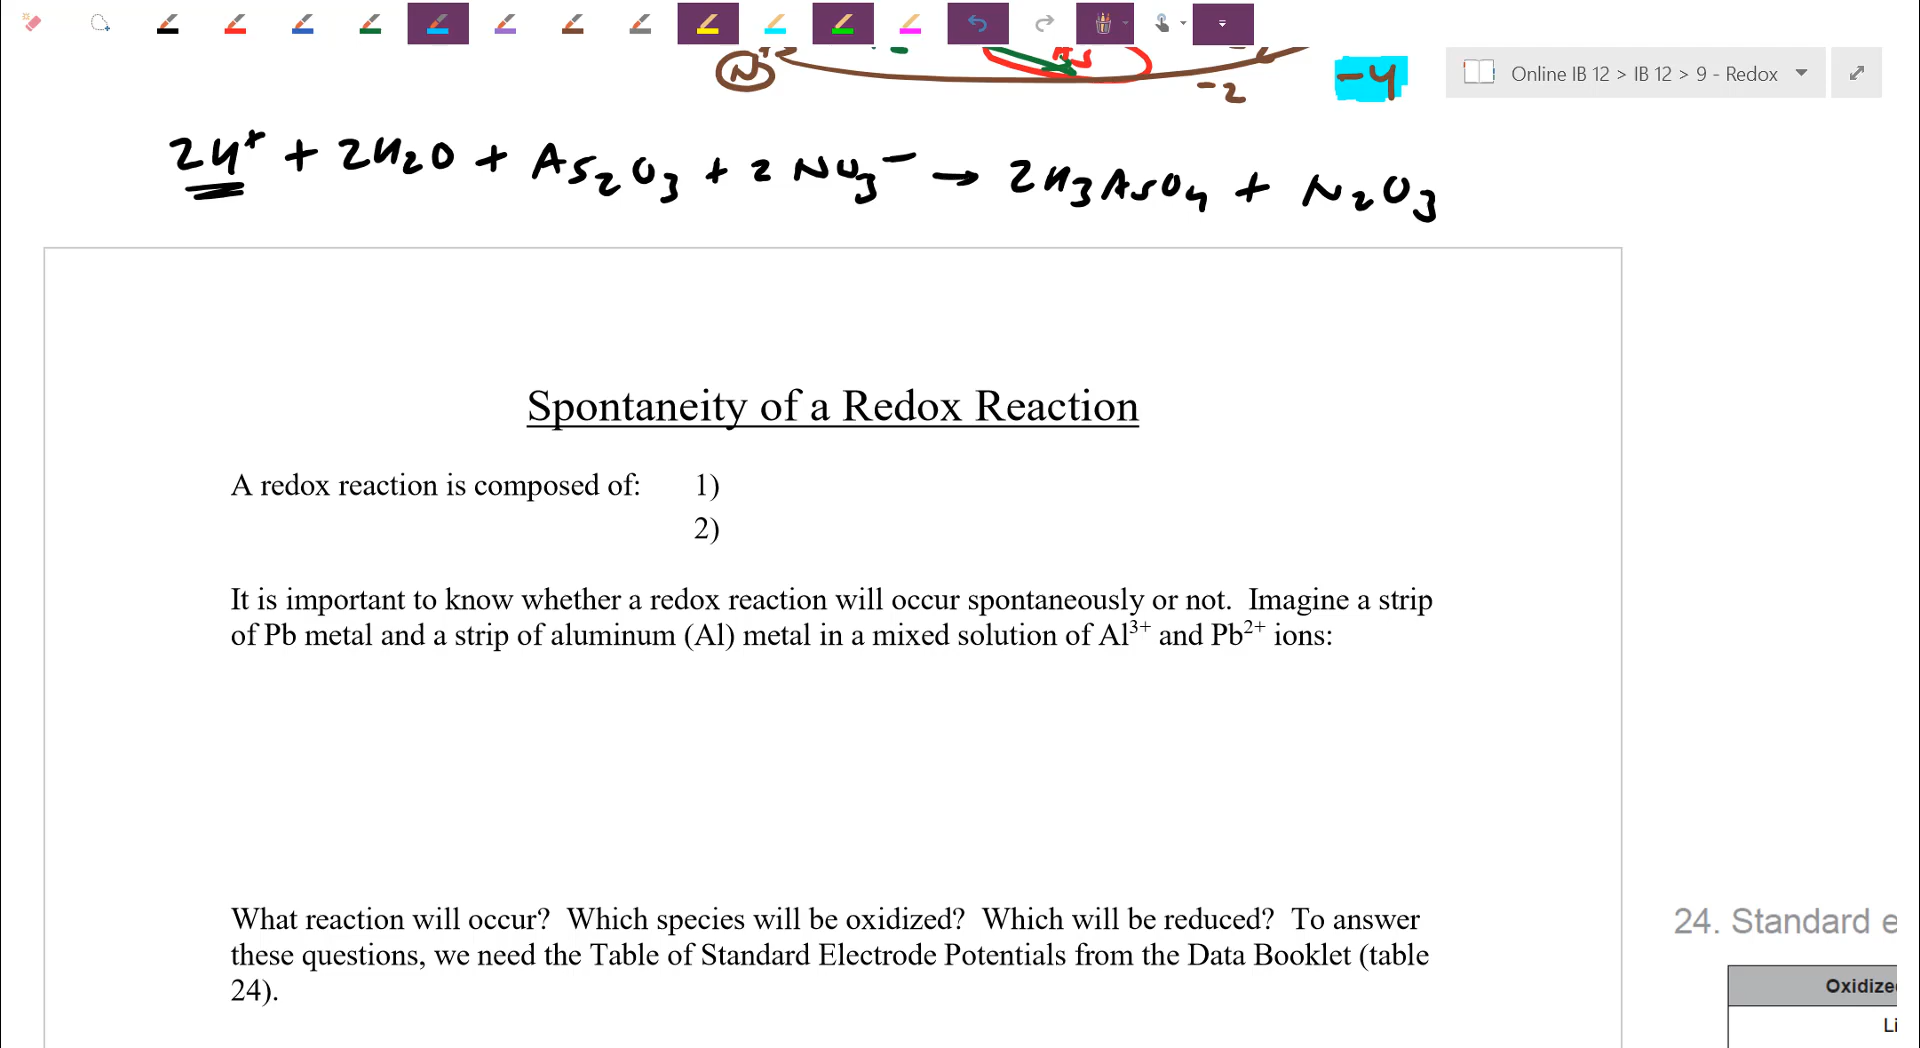 N
As
-2
-4
Online IB 12 > IB 12 > 9 - Redox
2H⁺ + 2H₂O + As₂O₃ + 2NO₃⁻ → 2H₃AsO₄ + N₂O₃
Spontaneity of a Redox Reaction
A redox reaction is composed of: 1)
2)
It is important to know whether a redox reaction will occur spontaneously or not. Imagine a strip
of Pb metal and a strip of aluminum (Al) metal in a mixed solution of Al³⁺ and Pb²⁺ ions:
What reaction will occur? Which species will be oxidized? Which will be reduced? To answer
these questions, we need the Table of Standard Electrode Potentials from the Data Booklet (table
24).
24. Standard e
Oxidize
Li